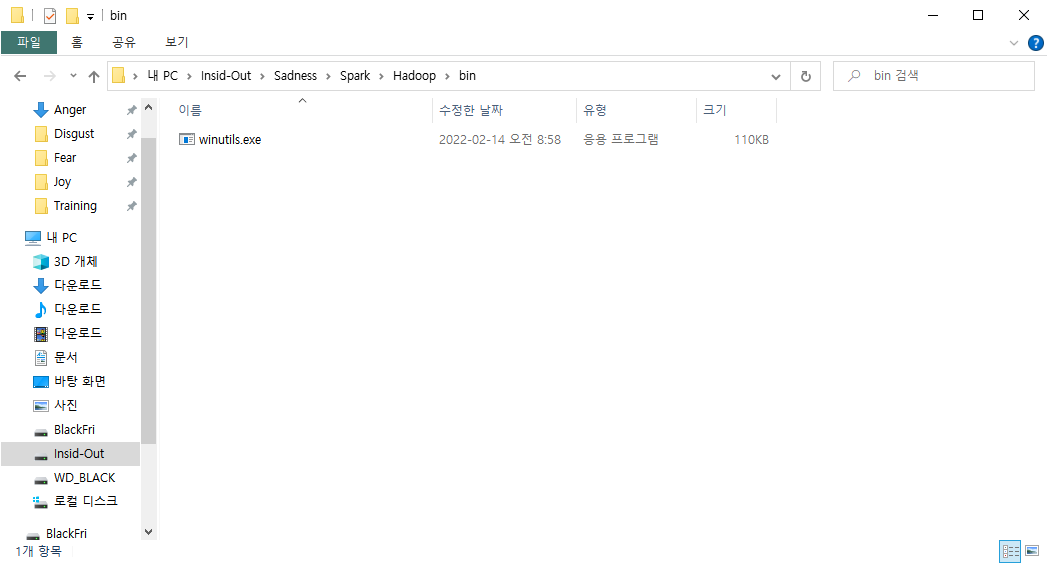 bin
파일 홈 공유 보기
내 PC Insid-Out Sadness Spark Hadoop bin
bin 검색
이름 수정한 날짜 유형 크기
winutils.exe 2022-02-14 오전 8:58 응용 프로그램 110KB
Anger
Disgust
Fear
Joy
Training
내 PC
3D 개체
다운로드
다운로드
다운로드
문서
바탕 화면
사진
BlackFri
Insid-Out
WD_BLACK
로컬 디스크
BlackFri
1개 항목